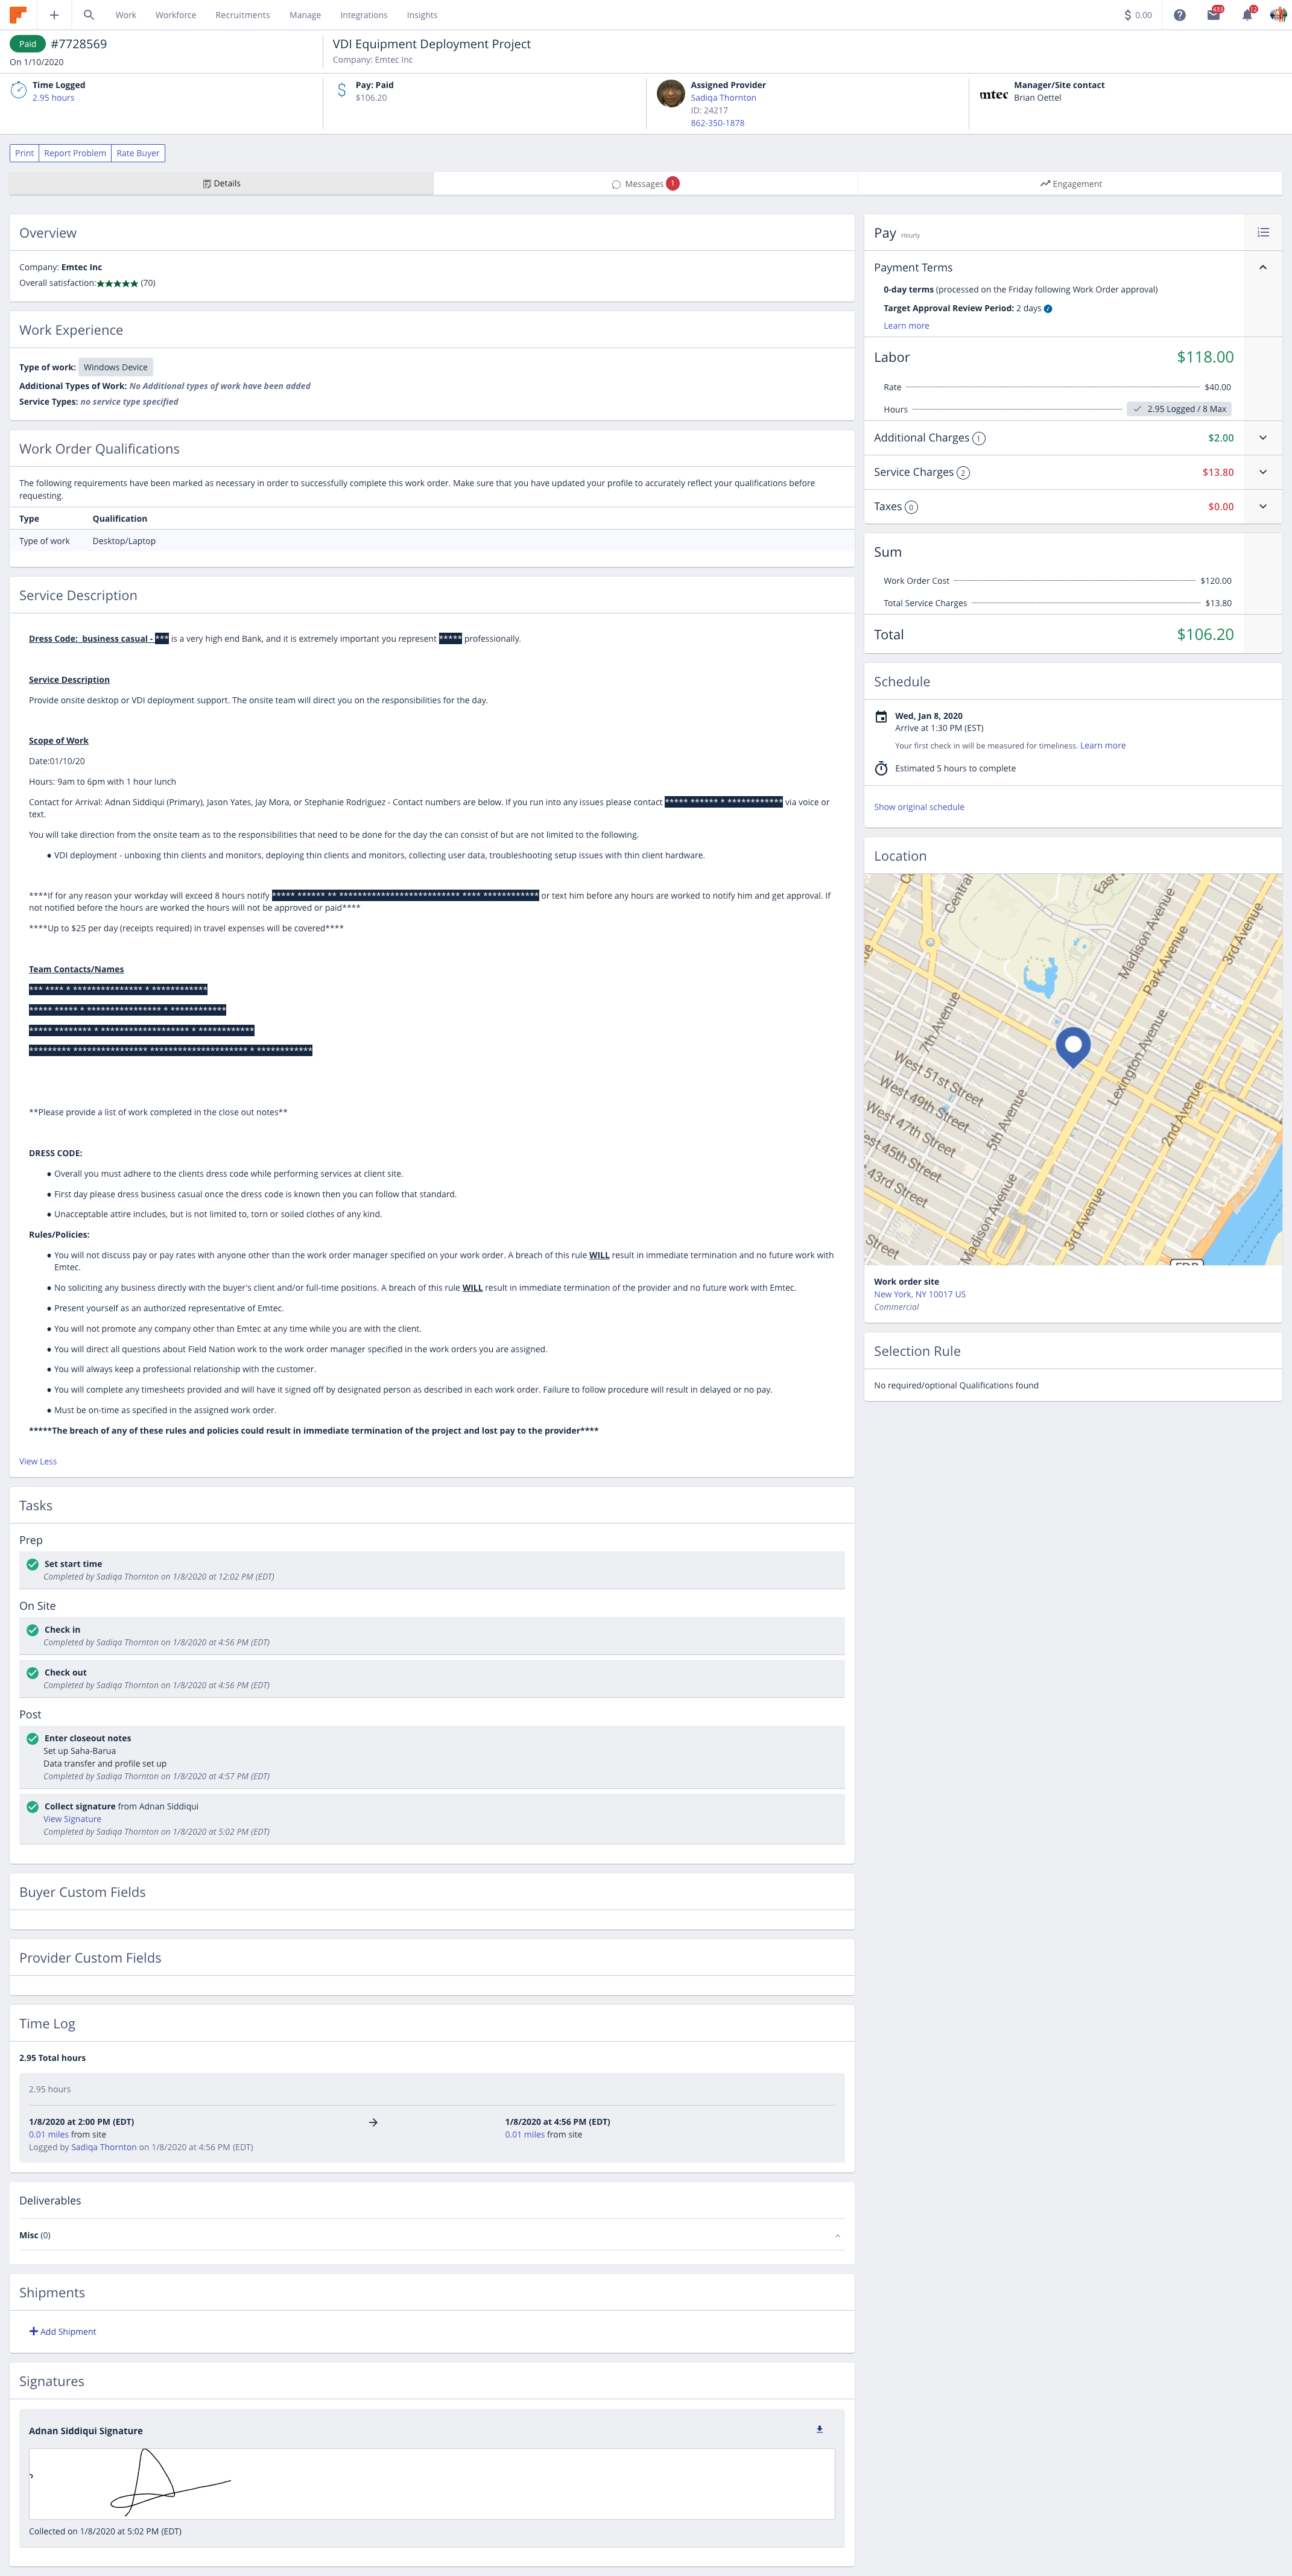 Work
Workforce
Recruitments
Manage
Integrations
Insights
$ 0.00
433
12
Paid #7728569
On 1/10/2020
VDI Equipment Deployment Project
Company: Emtec Inc
Time Logged
2.95 hours
Pay: Paid
$106.20
Assigned Provider
Sadiqa Thornton
ID: 24217
862-350-1878
mtec
Manager/Site contact
Brian Oettel
Print
Report Problem
Rate Buyer
Details
Messages 1
Engagement
Overview
Company: Emtec Inc
Overall satisfaction:★★★★★ (70)
Work Experience
Type of work: Windows Device
Additional Types of Work: No Additional types of work have been added
Service Types: no service type specified
Work Order Qualifications
The following requirements have been marked as necessary in order to successfully complete this work order. Make sure that you have updated your profile to accurately reflect your qualifications before
requesting.
Type Qualification
Type of work Desktop/Laptop
Service Description
Dress Code: business casual - *** is a very high end Bank, and it is extremely important you represent ***** professionally.
Service Description
Provide onsite desktop or VDI deployment support. The onsite team will direct you on the responsibilities for the day.
Scope of Work
Date:01/10/20
Hours: 9am to 6pm with 1 hour lunch
Contact for Arrival: Adnan Siddiqui (Primary), Jason Yates, Jay Mora, or Stephanie Rodriguez - Contact numbers are below. If you run into any issues please contact ***** ****** * ************ via voice or
text.
You will take direction from the onsite team as to the responsibilities that need to be done for the day the can consist of but are not limited to the following.
● VDI deployment - unboxing thin clients and monitors, deploying thin clients and monitors, collecting user data, troubleshooting setup issues with thin client hardware.
****If for any reason your workday will exceed 8 hours notify ***** ****** ** ************************** **** ************ or text him before any hours are worked to notify him and get approval. If
not notified before the hours are worked the hours will not be approved or paid****
****Up to $25 per day (receipts required) in travel expenses will be covered****
Team Contacts/Names
*** **** * *************** * ************
***** ***** * **************** * ************
***** ******** * ******************* * ************
********* **************** ********************* * ************
**Please provide a list of work completed in the close out notes**
DRESS CODE:
● Overall you must adhere to the clients dress code while performing services at client site.
● First day please dress business casual once the dress code is known then you can follow that standard.
● Unacceptable attire includes, but is not limited to, torn or soiled clothes of any kind.
Rules/Policies:
● You will not discuss pay or pay rates with anyone other than the work order manager specified on your work order. A breach of this rule WILL result in immediate termination and no future work with
Emtec.
● No soliciting any business directly with the buyer's client and/or full-time positions. A breach of this rule WILL result in immediate termination of the provider and no future work with Emtec.
● Present yourself as an authorized representative of Emtec.
● You will not promote any company other than Emtec at any time while you are with the client.
● You will direct all questions about Field Nation work to the work order manager specified in the work orders you are assigned.
● You will always keep a professional relationship with the customer.
● You will complete any timesheets provided and will have it signed off by designated person as described in each work order. Failure to follow procedure will result in delayed or no pay.
● Must be on-time as specified in the assigned work order.
*****The breach of any of these rules and policies could result in immediate termination of the project and lost pay to the provider****
View Less
Tasks
Prep
Set start time
Completed by Sadiqa Thornton on 1/8/2020 at 12:02 PM (EDT)
On Site
Check in
Completed by Sadiqa Thornton on 1/8/2020 at 4:56 PM (EDT)
Check out
Completed by Sadiqa Thornton on 1/8/2020 at 4:56 PM (EDT)
Post
Enter closeout notes
Set up Saha-Barua
Data transfer and profile set up
Completed by Sadiqa Thornton on 1/8/2020 at 4:57 PM (EDT)
Collect signature from Adnan Siddiqui
View Signature
Completed by Sadiqa Thornton on 1/8/2020 at 5:02 PM (EDT)
Buyer Custom Fields
Provider Custom Fields
Time Log
2.95 Total hours
2.95 hours
1/8/2020 at 2:00 PM (EDT) → 1/8/2020 at 4:56 PM (EDT)
0.01 miles from site 0.01 miles from site
Logged by Sadiqa Thornton on 1/8/2020 at 4:56 PM (EDT)
Deliverables
Misc (0)
Shipments
+ Add Shipment
Signatures
Adnan Siddiqui Signature
Collected on 1/8/2020 at 5:02 PM (EDT)
Pay Hourly
Payment Terms
0-day terms (processed on the Friday following Work Order approval)
Target Approval Review Period: 2 days
Learn more
Labor $118.00
Rate $40.00
Hours 2.95 Logged / 8 Max
Additional Charges 1 $2.00
Service Charges 2 $13.80
Taxes 0 $0.00
Sum
Work Order Cost $120.00
Total Service Charges $13.80
Total $106.20
Schedule
Wed, Jan 8, 2020
Arrive at 1:30 PM (EST)
Your first check in will be measured for timeliness. Learn more
Estimated 5 hours to complete
Show original schedule
Location
Central
East
Madison Avenue
Park Avenue
3rd Avenue
7th Avenue
West 51st Street
West 49th Street
West 47th Street
est 45th Street
43rd Street
Street
5th Avenue
Lexington Avenue
2nd Avenue
Madison Avenue
3rd Avenue
FDR
Work order site
New York, NY 10017 US
Commercial
Selection Rule
No required/optional Qualifications found